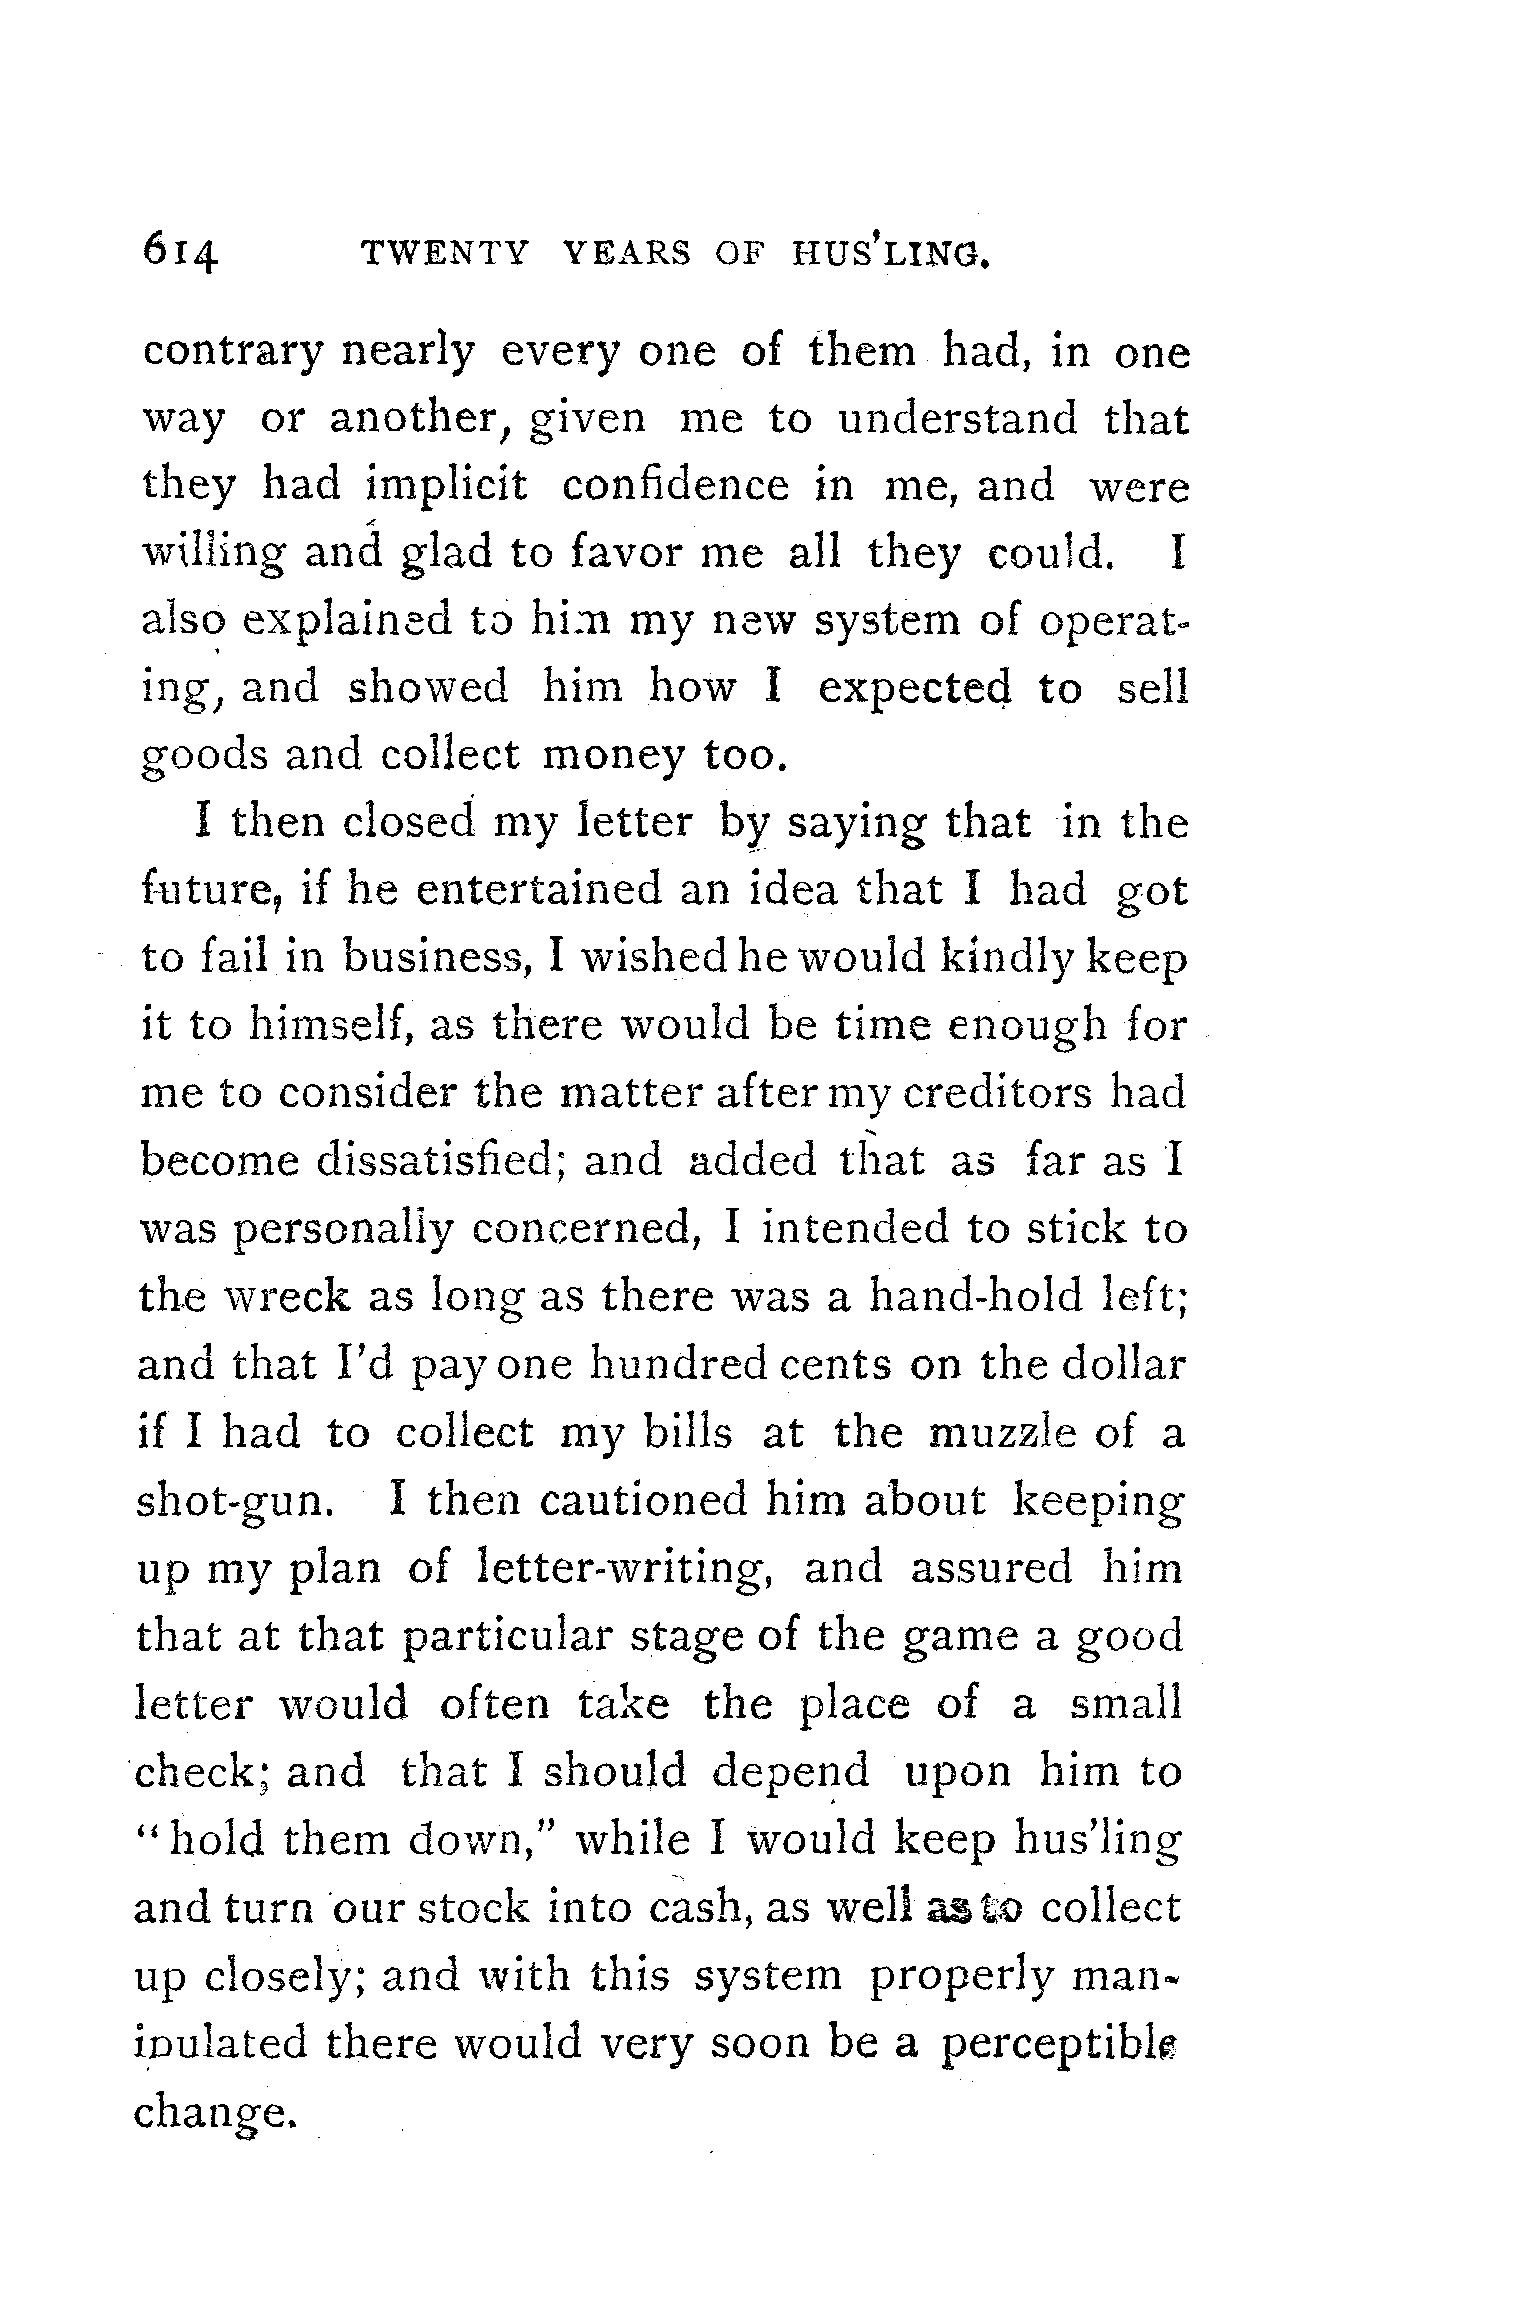 614 TWENTY YEARS OF HUS'LING.
contrary nearly every one of them had, in one
way or another, given me to understand that
they had implicit confidence in me, and were
willing and glad to favor me all they could. I
also explained to him my new system of operat-
ing, and showed him how I expected to sell
goods and collect money too.
I then closed my letter by saying that in the
future, if he entertained an idea that I had got
to fail in business, I wished he would kindly keep
it to himself, as there would be time enough for
me to consider the matter after my creditors had
become dissatisfied; and added that as far as I
was personally concerned, I intended to stick to
the wreck as long as there was a hand-hold left;
and that I'd pay one hundred cents on the dollar
if I had to collect my bills at the muzzle of a
shot-gun. I then cautioned him about keeping
up my plan of letter-writing, and assured him
that at that particular stage of the game a good
letter would often take the place of a small
check; and that I should depend upon him to
"hold them down," while I would keep hus'ling
and turn our stock into cash, as well as to collect
up closely; and with this system properly man-
ipulated there would very soon be a perceptible
change.